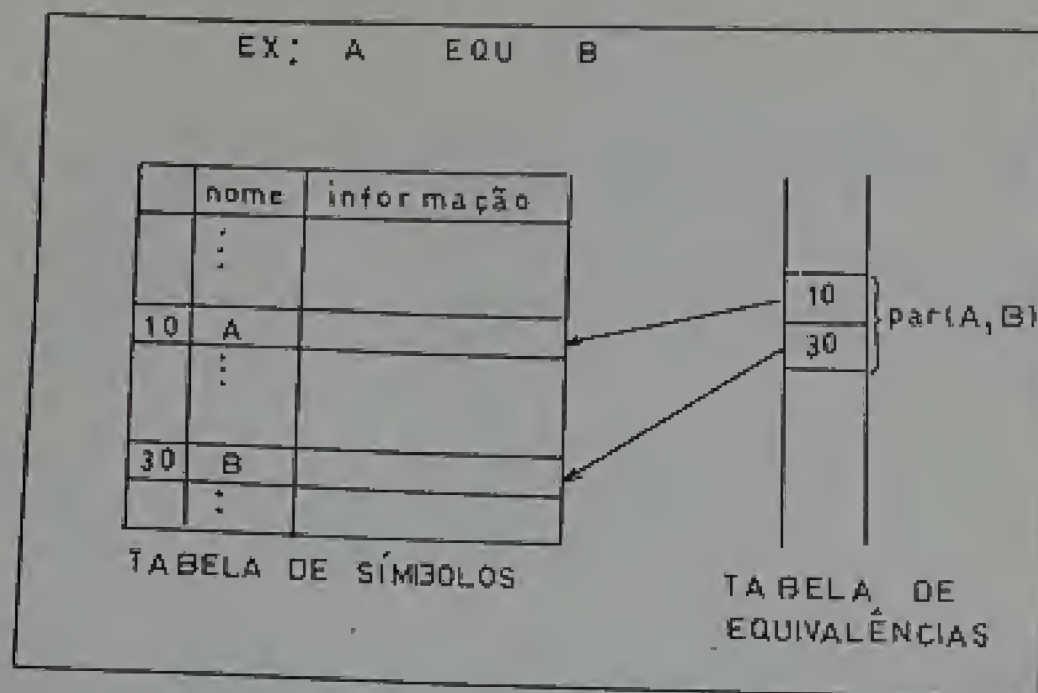 EX: A EQU B
nome informação
10 A
30 B
TABELA DE SÍMBOLOS
10
30
par(A,B)
TABELA DE
EQUIVALÊNCIAS